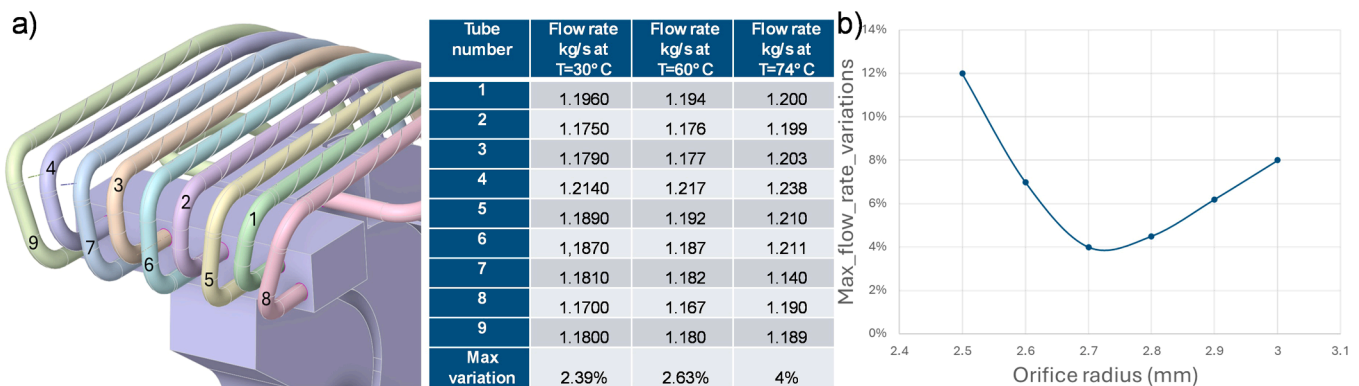 a)
4
3
2
1
9
7
6
5
8
Tube number Flow rate kg/s at T=30° C Flow rate kg/s at T=60° C Flow rate kg/s at T=74° C
1 1.1960 1.194 1.200
2 1.1750 1.176 1.199
3 1.1790 1.177 1.203
4 1.2140 1.217 1.238
5 1.1890 1.192 1.210
6 1,1870 1.187 1.211
7 1.1810 1.182 1.140
8 1.1700 1.167 1.190
9 1.1800 1.180 1.189
Max variation 2.39% 2.63% 4%
b)
Max_flow_rate_variations
14%
12%
10%
8%
6%
4%
2%
0%
2.4 2.5 2.6 2.7 2.8 2.9 3 3.1
Orifice radius (mm)